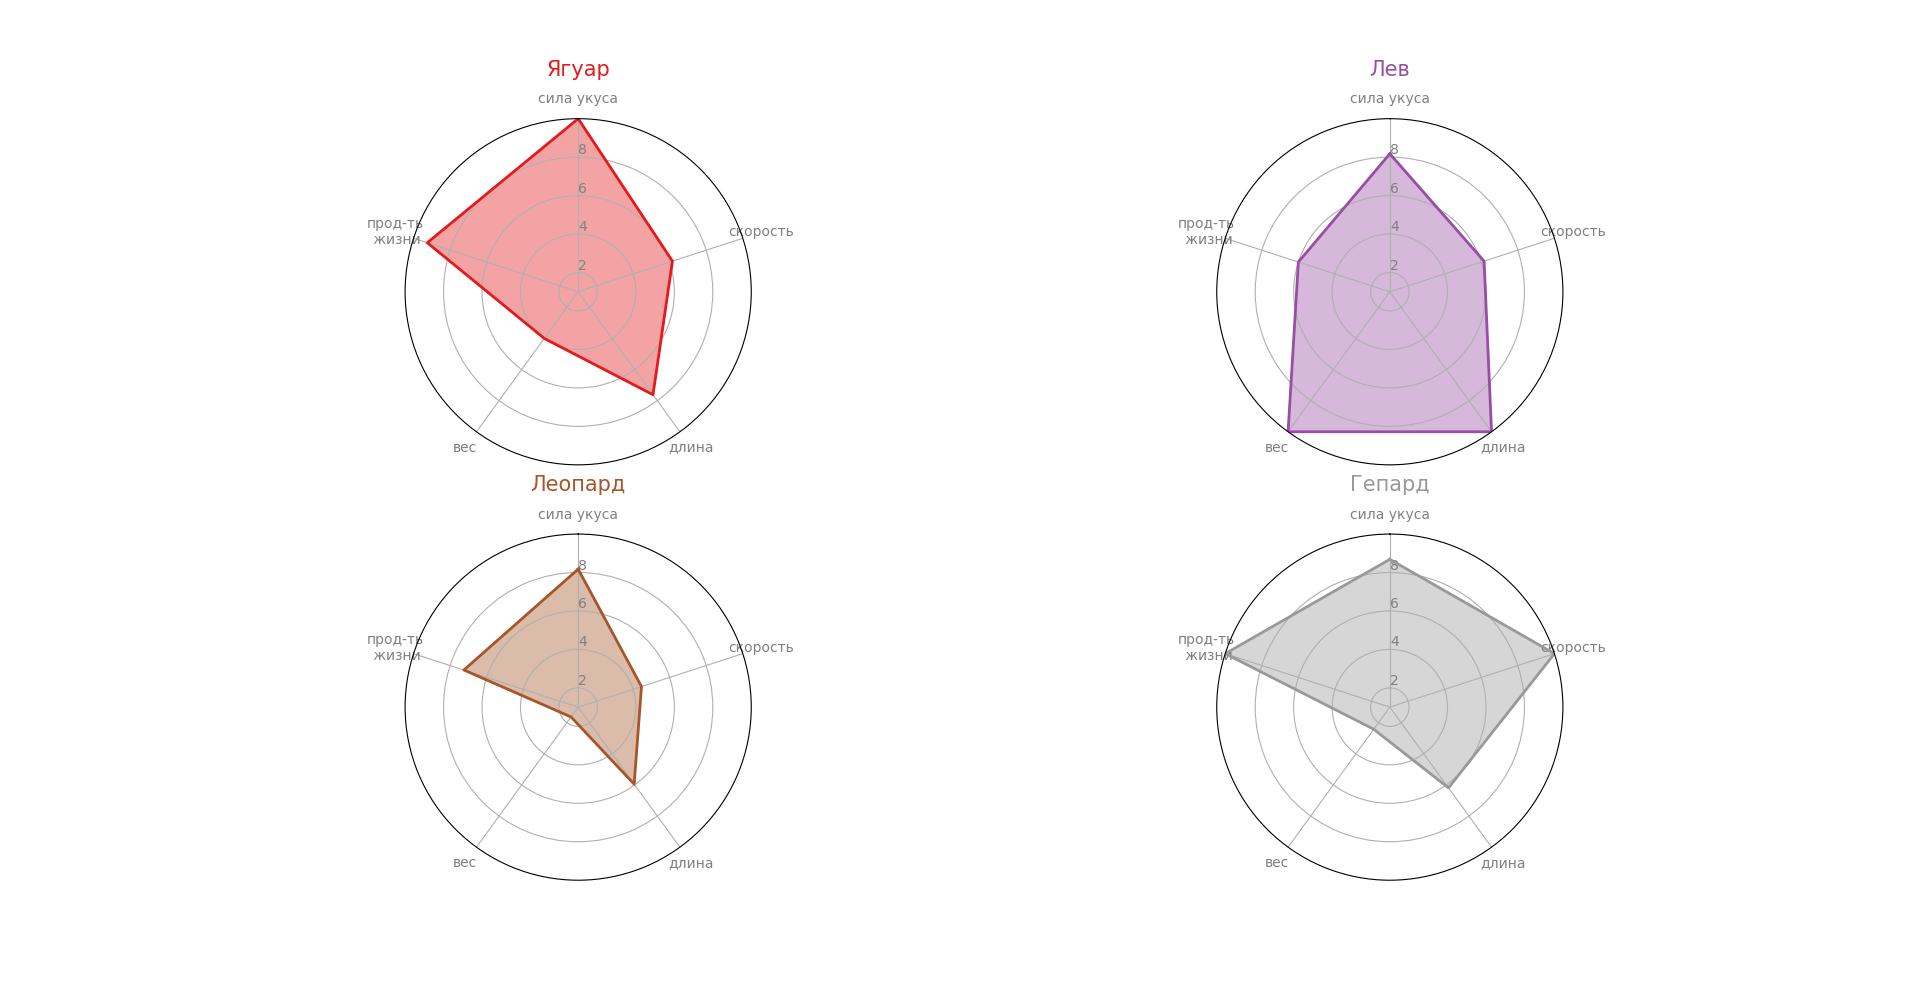 Ягуар
сила укуса
8
6
4
2
прод-ть
жизни
скорость
вес
длина
Лев
сила укуса
8
6
4
2
прод-ть
жизни
скорость
вес
длина
Леопард
сила укуса
8
6
4
2
прод-ть
жизни
скорость
вес
длина
Гепард
сила укуса
8
6
4
2
прод-ть
жизни
скорость
вес
длина